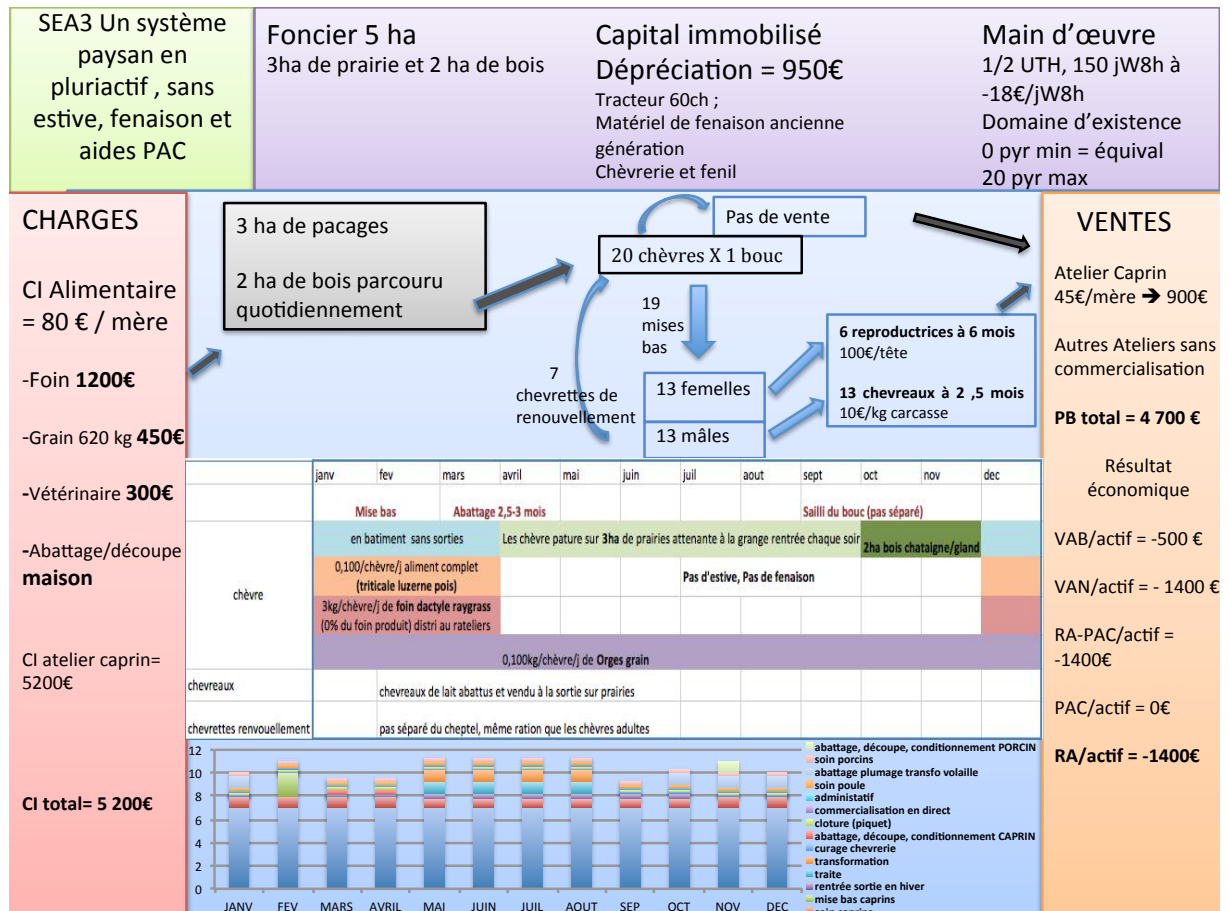 SEA3 Un système
paysan en
pluriactif , sans
estive, fenaison et
aides PAC
Foncier 5 ha
3ha de prairie et 2 ha de bois
Capital immobilisé
Dépréciation = 950€
Tracteur 60ch ;
Matériel de fenaison ancienne
génération
Chèvrerie et fenil
Main d'œuvre
1/2 UTH, 150 jW8h à
-18€/jW8h
Domaine d'existence
0 pyr min = équival
20 pyr max
CHARGES
CI Alimentaire
= 80 € / mère
-Foin 1200€
-Grain 620 kg 450€
-Vétérinaire 300€
-Abattage/découpe
maison
CI atelier caprin=
5200€
CI total= 5 200€
3 ha de pacages
2 ha de bois parcouru
quotidiennement
Pas de vente
20 chèvres X 1 bouc
19
mises
bas
7
chevrettes de
renouvellement
13 femelles
13 mâles
6 reproductrices à 6 mois
100€/tête
13 chevreaux à 2 ,5 mois
10€/kg carcasse
VENTES
Atelier Caprin
45€/mère ➔ 900€
Autres Ateliers sans
commercialisation
PB total = 4 700 €
Résultat
économique
VAB/actif = -500 €
VAN/actif = - 1400 €
RA-PAC/actif =
-1400€
PAC/actif = 0€
RA/actif = -1400€
janv fev mars avril mai juin juil aout sept oct nov dec
Mise bas Abattage 2,5-3 mois Sailli du bouc (pas séparé)
chèvre
en batiment sans sorties Les chèvre pature sur 3ha de prairies attenante à la grange rentrée chaque soir 2ha bois chataigne/gland
0,100/chèvre/j aliment complet
(triticale luzerne pois)
Pas d'estive, Pas de fenaison
3kg/chèvre/j de foin dactyle raygrass
(0% du foin produit) distri au rateliers
0,100kg/chèvre/j de Orges grain
chevreaux chevreaux de lait abattus et vendu à la sortie sur prairies
chevrettes renvouellement pas séparé du cheptel, même ration que les chèvres adultes
12
10
8
6
4
2
0
JANV FEV MARS AVRIL MAI JUIN JUIL AOUT SEP OCT NOV DEC
abattage, découpe, conditionnement PORCIN
soin porcins
abattage plumage transfo volaille
soin poule
administatif
commercialisation en direct
cloture (piquet)
abattage, découpe, conditionnement CAPRIN
curage chevrerie
transformation
traite
rentrée sortie en hiver
mise bas caprins
soin caprins